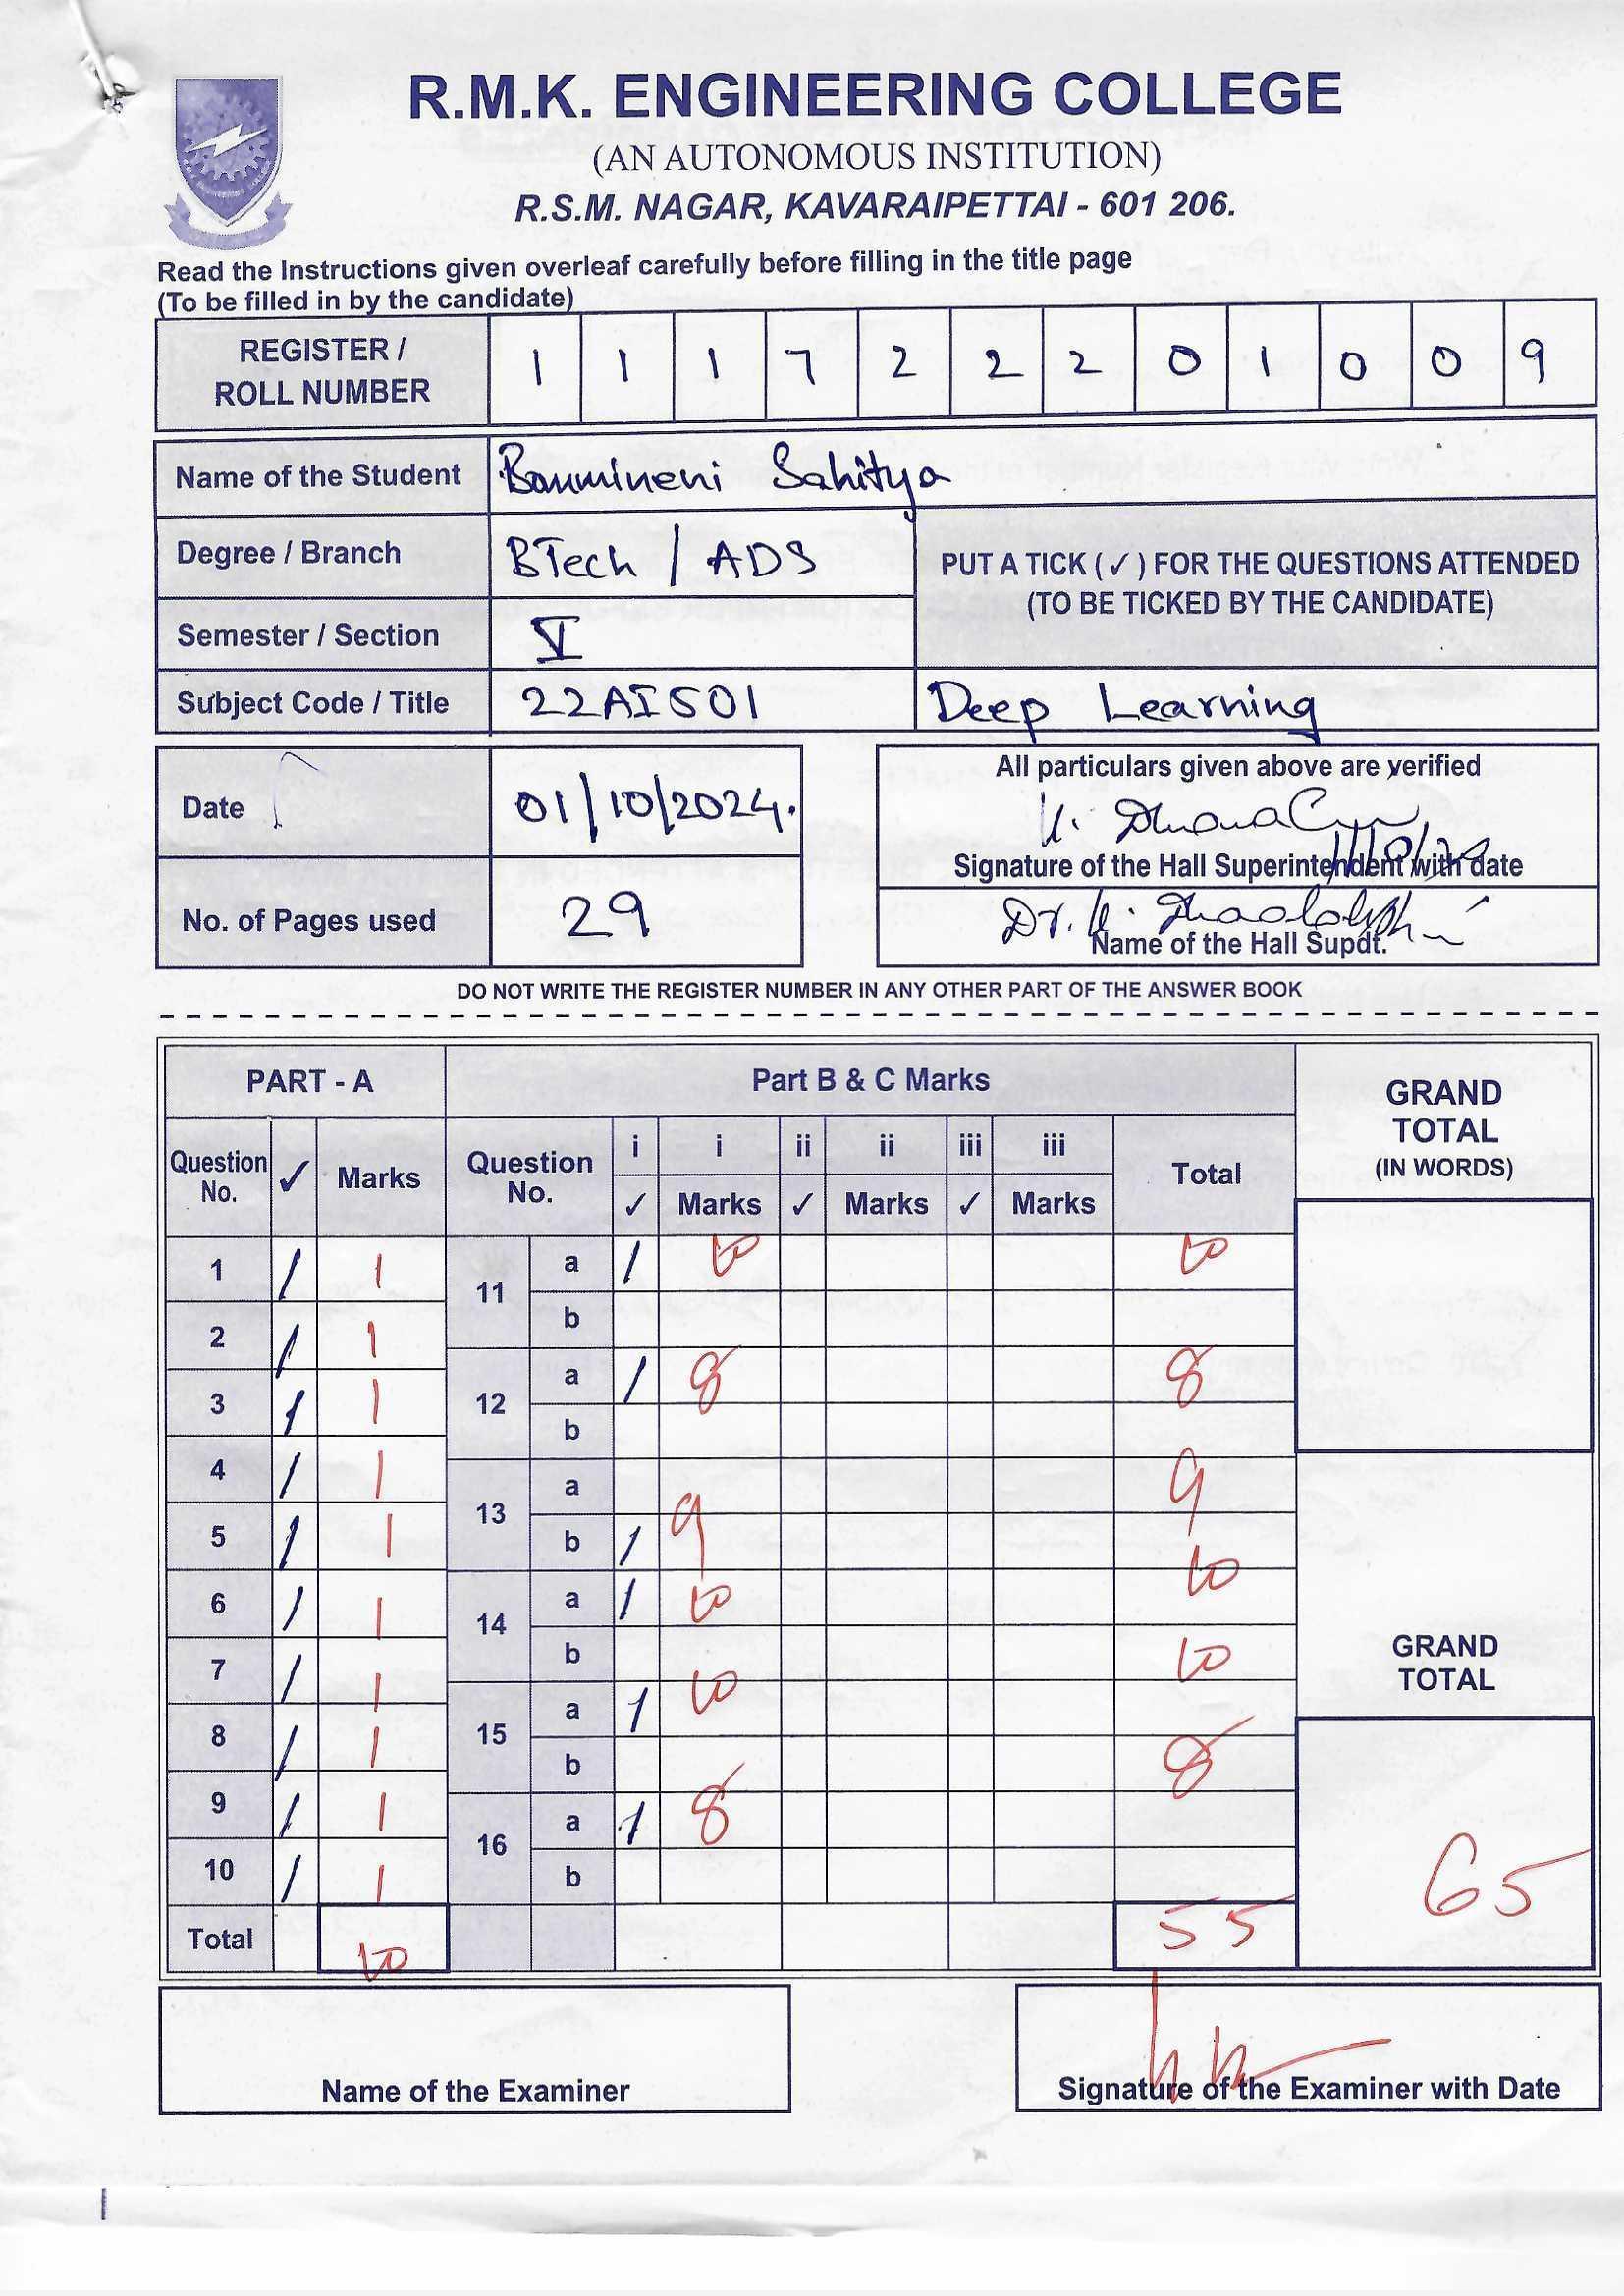 R.M.K. ENGINEERING COLLEGE
(AN AUTONOMOUS INSTITUTION)
R.S.M. NAGAR, KAVARAIPETTAI - 601 206.
Read the Instructions given overleaf carefully before filling in the title page
(To be filled in by the candidate)
REGISTER / ROLL NUMBER 1 1 1 7 2 2 2 0 1 0 0 9
Name of the Student Sahitya
Degree / Branch BTech / ADS
PUT A TICK (✓) FOR THE QUESTIONS ATTENDED
(TO BE TICKED BY THE CANDIDATE)
Semester / Section V
Subject Code / Title 22AI501 Deep Learning
Date 01/10/2024.
All particulars given above are verified
Signature of the Hall Superintendent with date
No. of Pages used 29
Dr.
Name of the Hall Supdt.
DO NOT WRITE THE REGISTER NUMBER IN ANY OTHER PART OF THE ANSWER BOOK
PART - A
Question No. ✓ Marks
1 / 1
2 / 1
3 / 1
4 / 1
5 / 1
6 / 1
7 / 1
8 / 1
9 / 1
10 / 1
Total 10
Part B & C Marks
Question No. i ✓ i Marks ii ✓ ii Marks iii ✓ iii Marks Total
11 a / 10 10
b
12 a / 8 8
b
13 a 9
b / 9
14 a / 10 10
b
15 a / 10 10
b
16 a / 8 8
b
55
GRAND
TOTAL
(IN WORDS)
GRAND
TOTAL
65
Name of the Examiner
Signature of the Examiner with Date